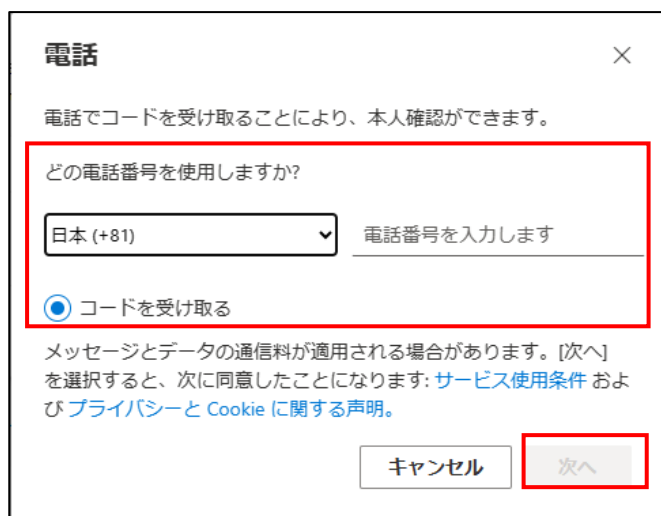 電話
電話でコードを受け取ることにより、本人確認ができます。
どの電話番号を使用しますか?
日本 (+81)
電話番号を入力します
コードを受け取る
メッセージとデータの通信料が適用される場合があります。[次へ]
を選択すると、次に同意したことになります: サービス使用条件 およ
び プライバシーと Cookie に関する声明。
キャンセル
次へ